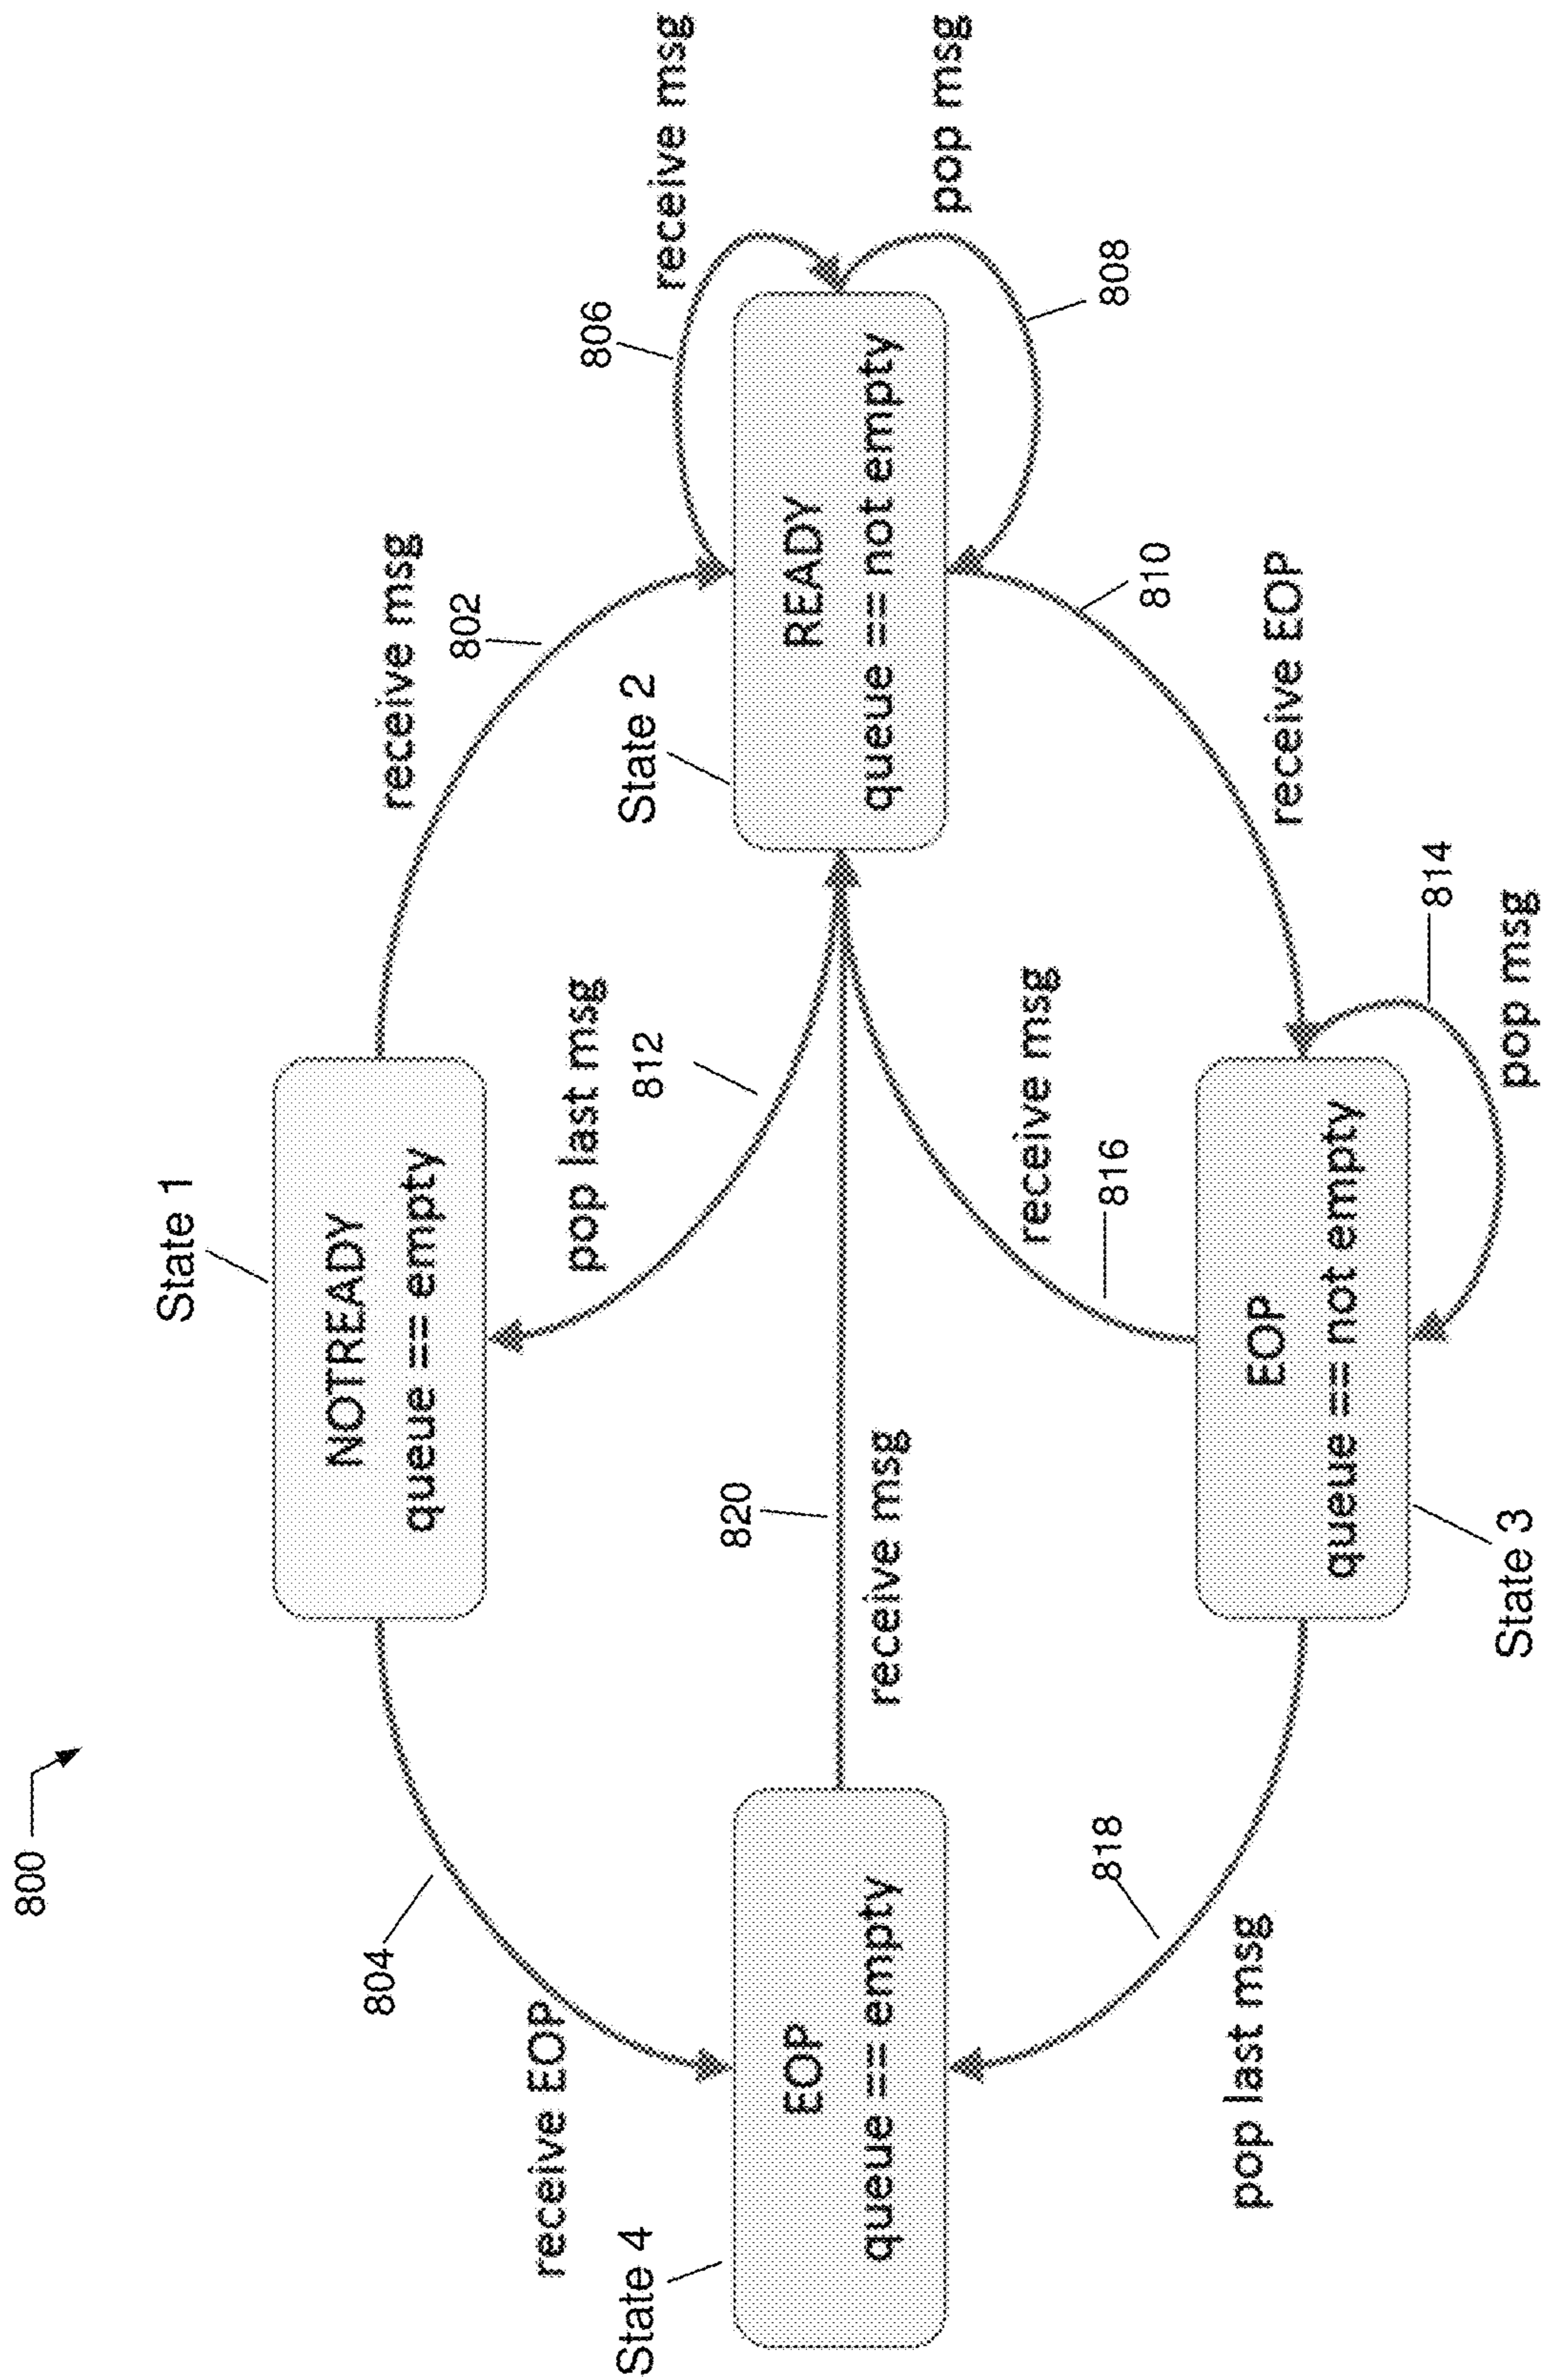 800
State 1
NOTREADY
queue == empty
receive msg
802
804
receive EOP
pop last msg
812
State 2
READY
queue == not empty
806
receive msg
pop msg
808
820
receive msg
State 4
EOP
queue == empty
receive msg
816
810
receive EOP
818
pop last msg
EOP
queue == not empty
State 3
814
pop msg